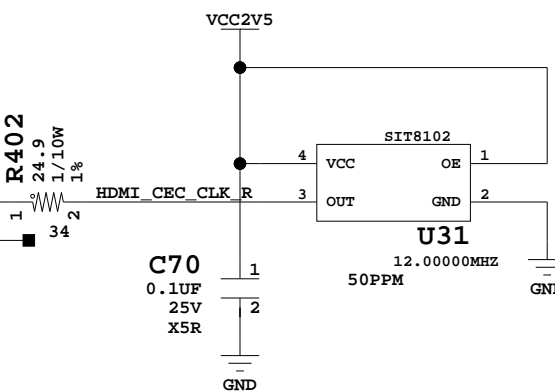 VCC2V5
R402
24.9
1/10W
1%
1
2
34
HDMI_CEC_CLK_R
SIT8102
4
VCC
OE
1
3
OUT
GND
2
U31
12.00000MHZ
50PPM
GND
C70
0.1UF
25V
X5R
1
2
GND